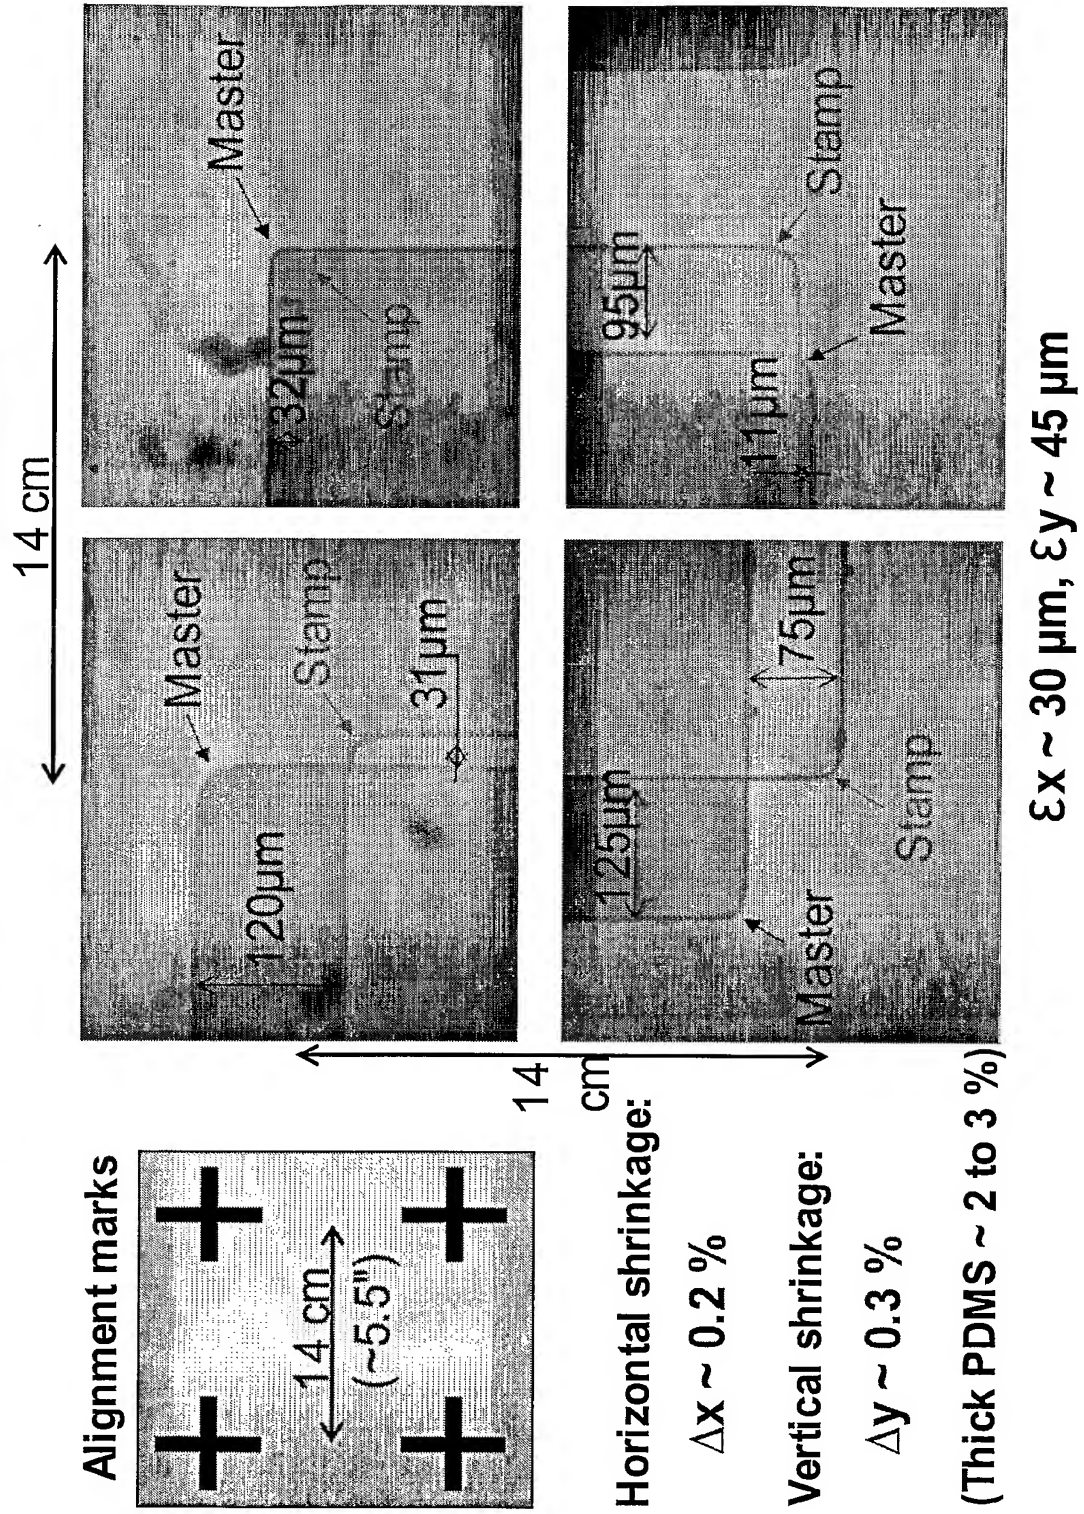 Alignment marks
14 cm
(~5.5")
Horizontal shrinkage:
Δx ~ 0.2 %
Vertical shrinkage:
Δy ~ 0.3 %
(Thick PDMS ~ 2 to 3 %)
14 cm
14
cm
Master
120µm
Stamp
31µm
Master
32µm
Stamp
125µm
Master
75µm
Stamp
95µm
11µm
Stamp
Master
Ɛx ~ 30 µm, Ɛy ~ 45 µm